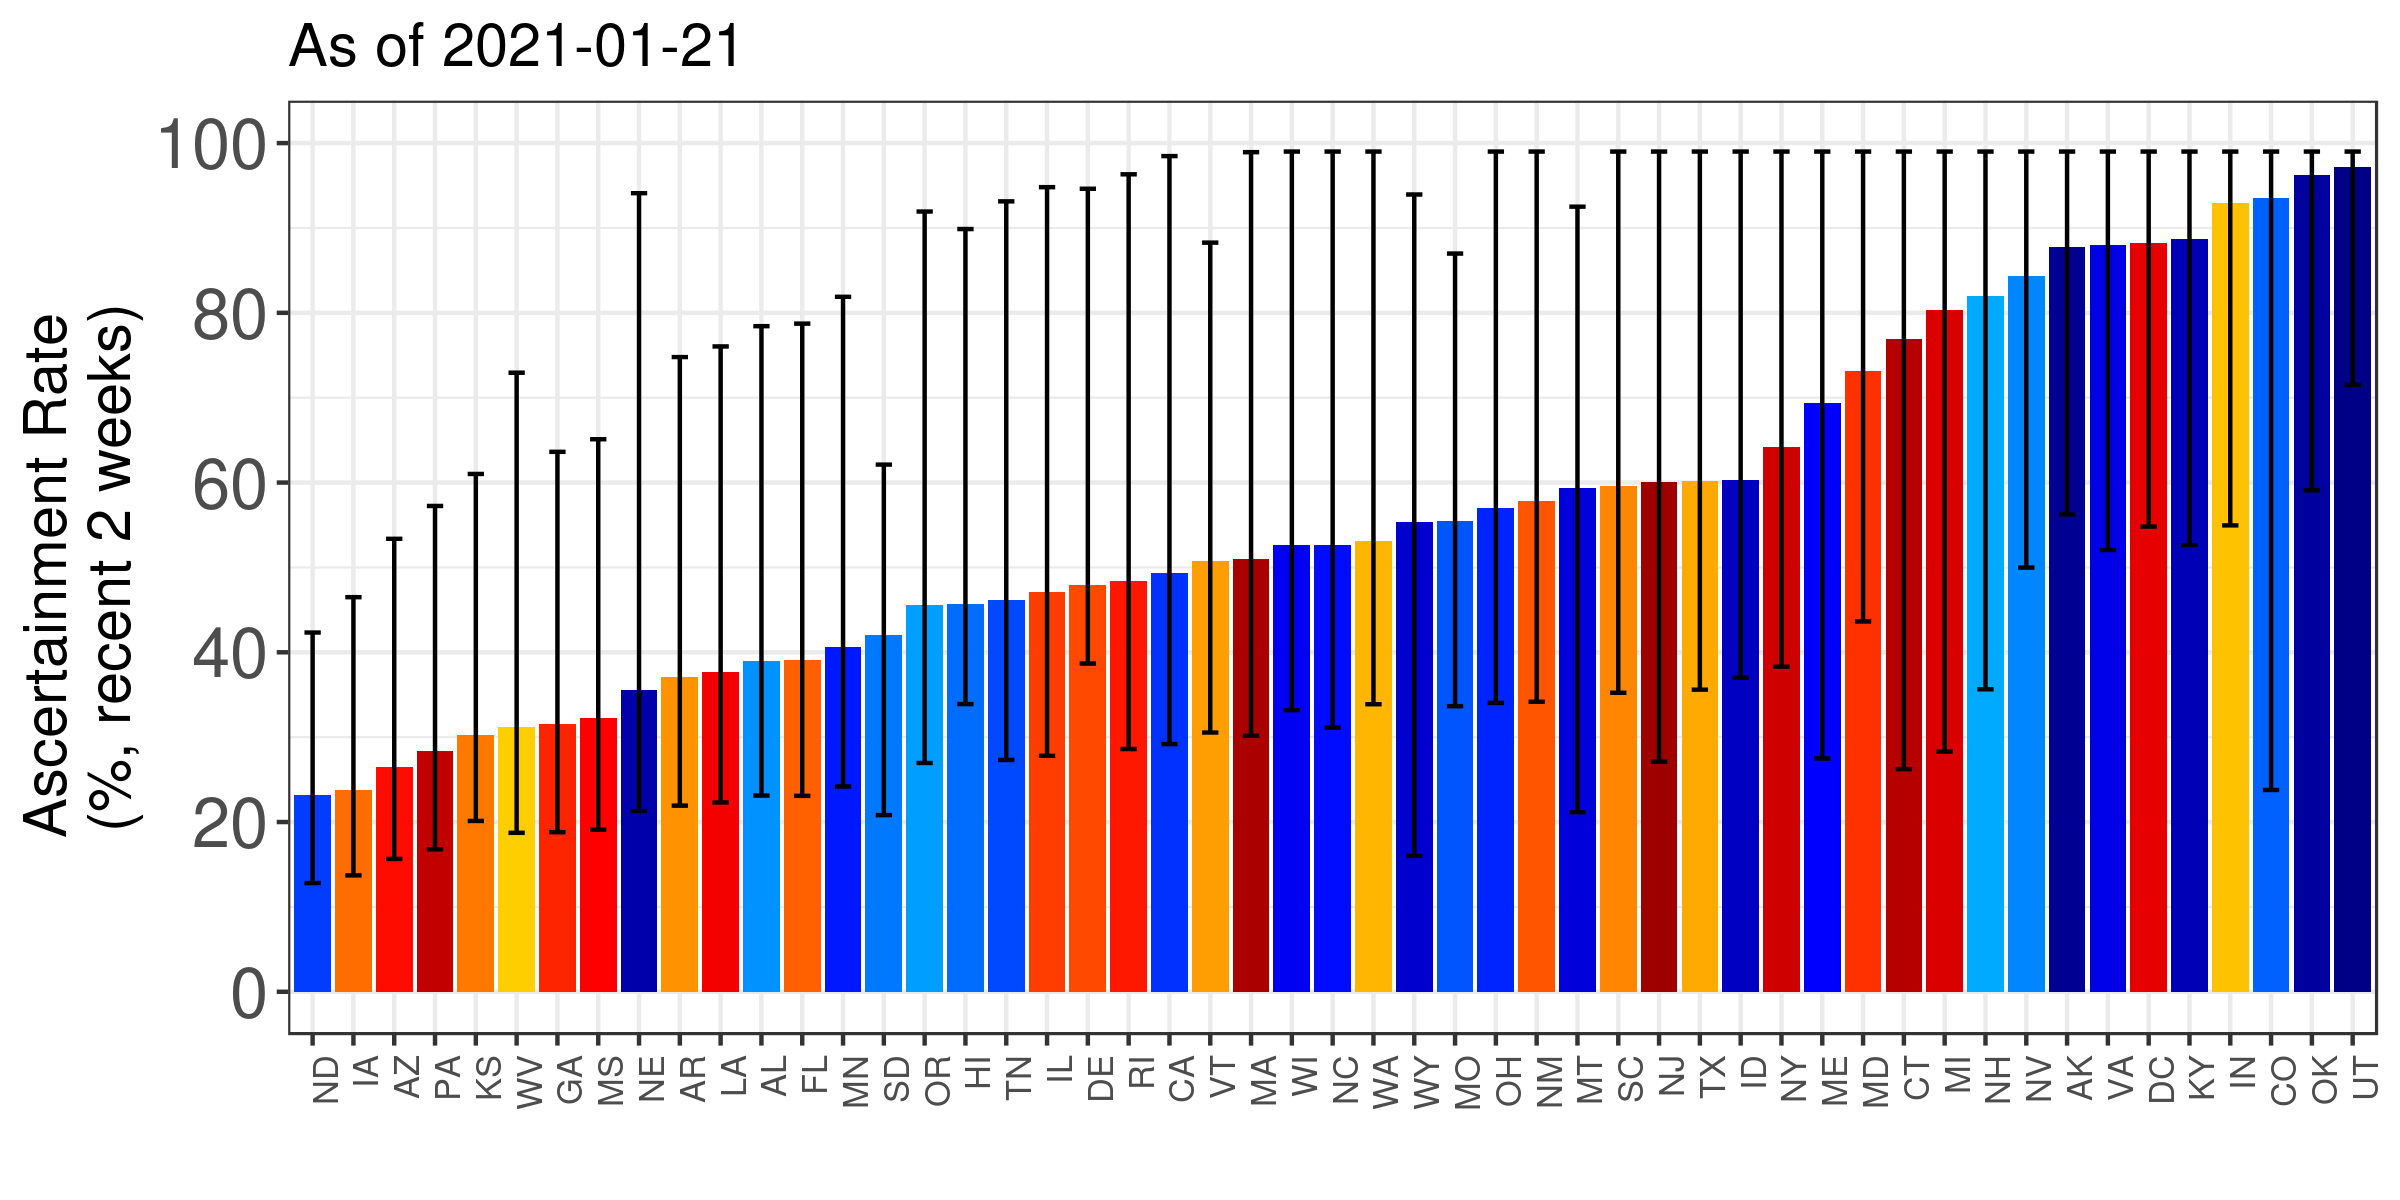 As of 2021-01-21
Ascertainment Rate
(%, recent 2 weeks)
100
80
60
40
20
0
ND IA AZ PA KS WV GA MS NE AR LA AL FL MN SD OR HI TN IL DE RI CA VT MA WI NC WA WY MO OH NM MT SC NJ TX ID NY ME MD CT MI NH NV AK VA DC KY IN CO OK UT